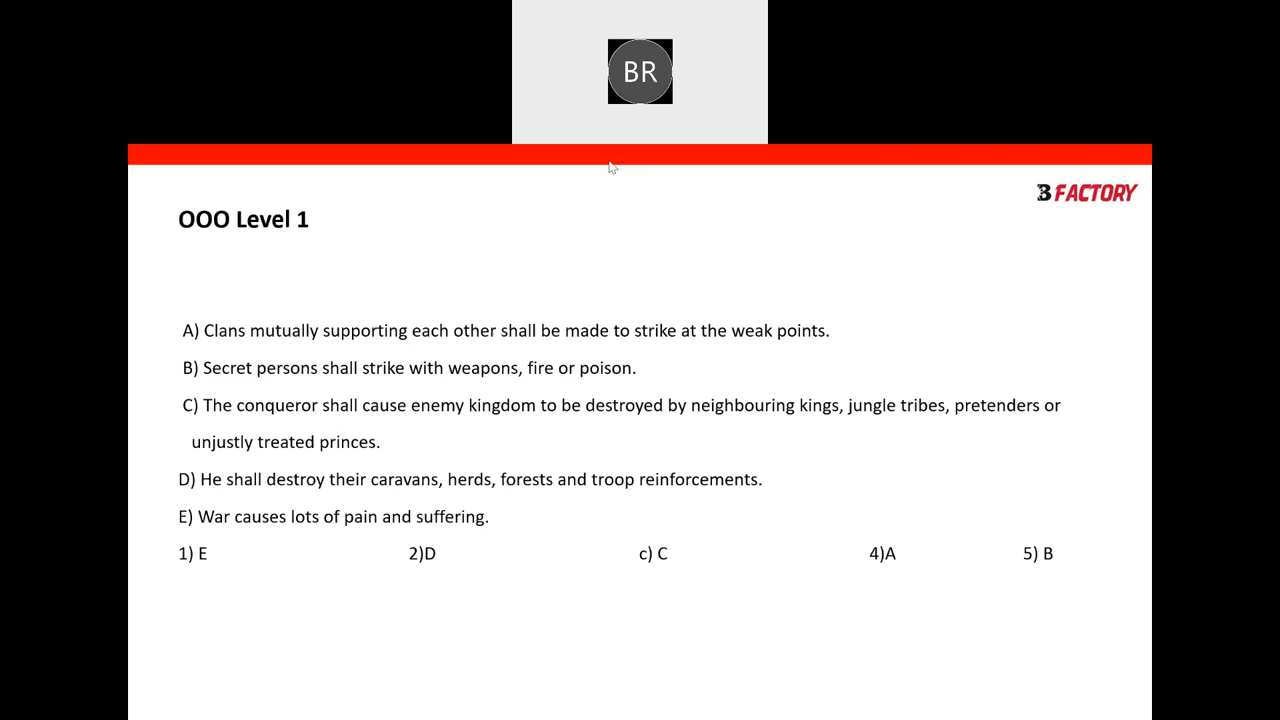 BR
3 FACTORY
OOO Level 1
A) Clans mutually supporting each other shall be made to strike at the weak points.
B) Secret persons shall strike with weapons, fire or poison.
C) The conqueror shall cause enemy kingdom to be destroyed by neighbouring kings, jungle tribes, pretenders or
unjustly treated princes.
D) He shall destroy their caravans, herds, forests and troop reinforcements.
E) War causes lots of pain and suffering.
1) E 2)D c) C 4)A 5) B